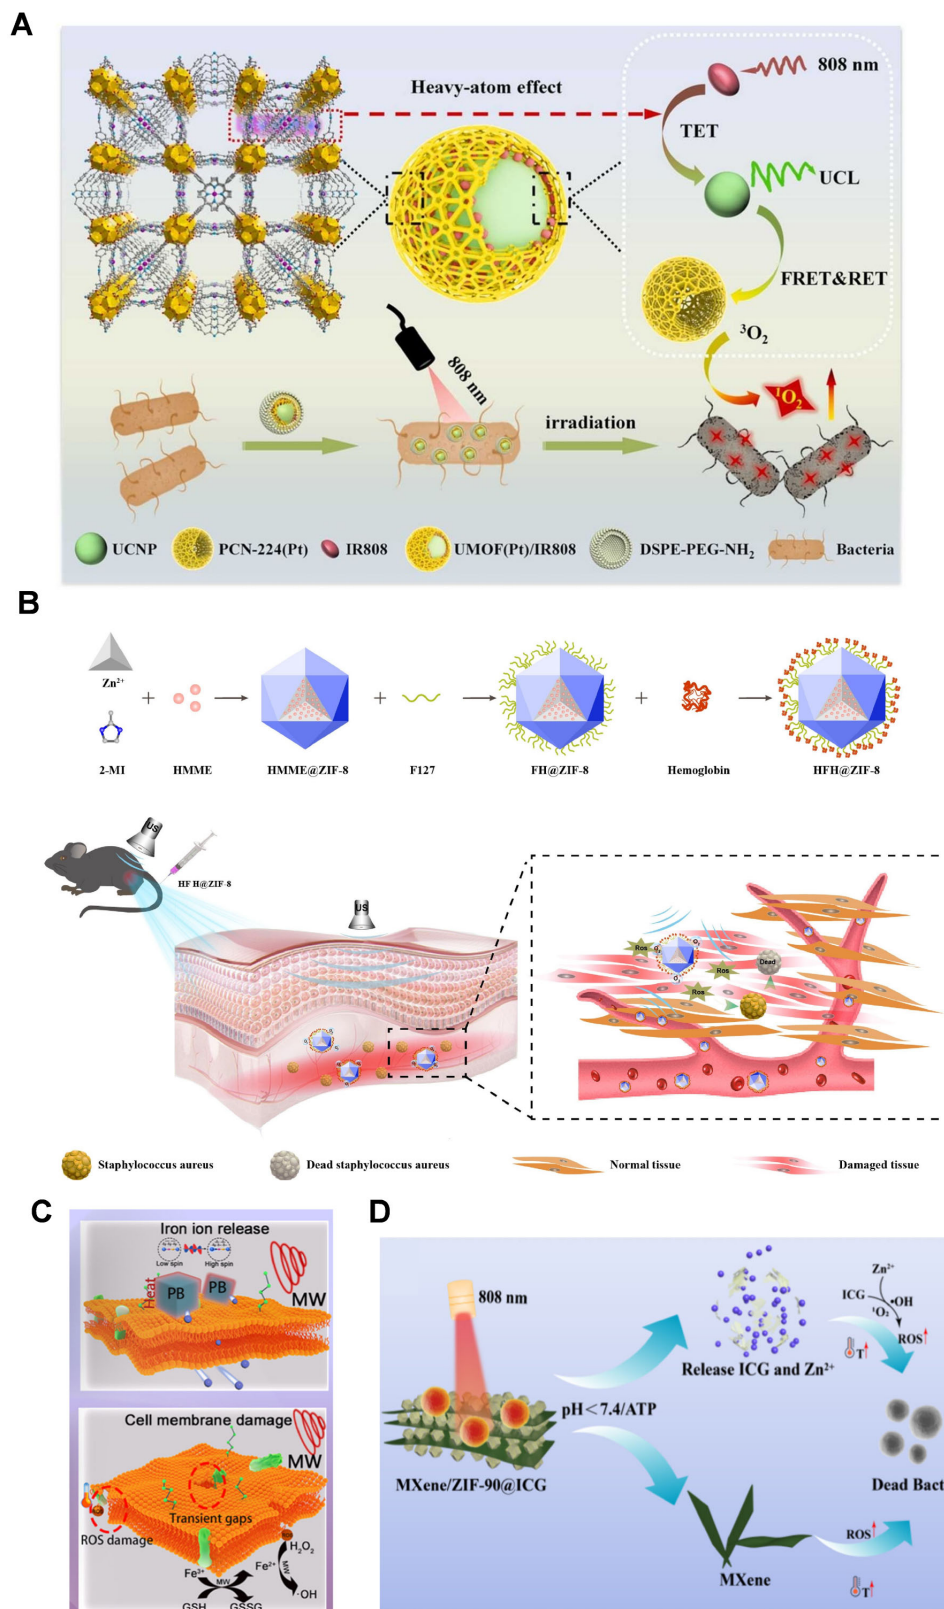 A
Heavy-atom effect
808 nm
TET
UCL
FRET&RET
³O₂
¹O₂
808 nm
irradiation
UCNP
PCN-224(Pt)
IR808
UMOF(Pt)/IR808
DSPE-PEG-NH₂
Bacteria
B
Zn²⁺
+
+
+
2-MI
HMME
HMME@ZIF-8
F127
FH@ZIF-8
Hemoglobin
HFH@ZIF-8
US
HFH@ZIF-8
US
Ros
Ros
Ros
Dead
Staphylococcus aureus
Dead staphylococcus aureus
Normal tissue
Damaged tissue
C
Iron ion release
Low spin
High spin
Heat
PB
PB
MW
Cell membrane damage
MW
Transient gaps
ROS damage
ROS
H₂O₂
Fe³⁺
Fe²⁺
MW
MW
·OH
GSH
GSSG
D
808 nm
Zn²⁺
ICG
·OH
¹O₂
ROS
T
Release ICG and Zn²⁺
pH<7.4/ATP
MXene/ZIF-90@ICG
Dead Bact
ROS
MXene
T